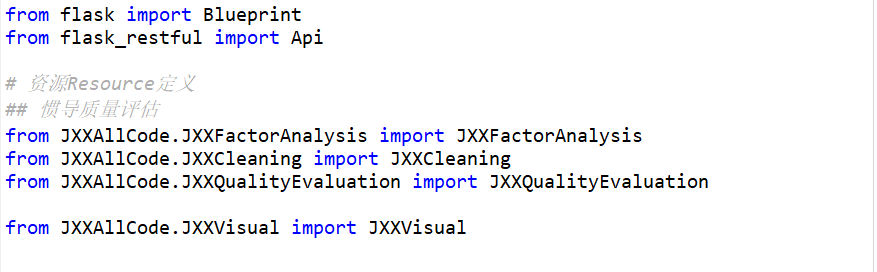 from flask import Blueprint
from flask_restful import Api
# 资源Resource定义
## 惯导质量评估
from JXXAllCode.JXXFactorAnalysis import JXXFactorAnalysis
from JXXAllCode.JXXCleaning import JXXCleaning
from JXXAllCode.JXXQualityEvaluation import JXXQualityEvaluation
from JXXAllCode.JXXVisual import JXXVisual